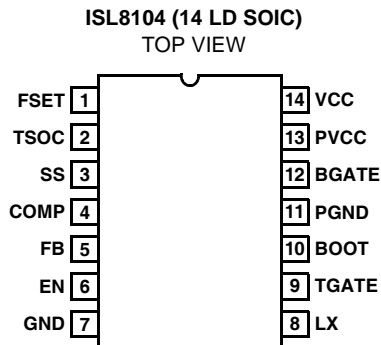 ISL8104 (14 LD SOIC)
TOP VIEW
FSET 1 14 VCC
TSOC 2 13 PVCC
SS 3 12 BGATE
COMP 4 11 PGND
FB 5 10 BOOT
EN 6 9 TGATE
GND 7 8 LX